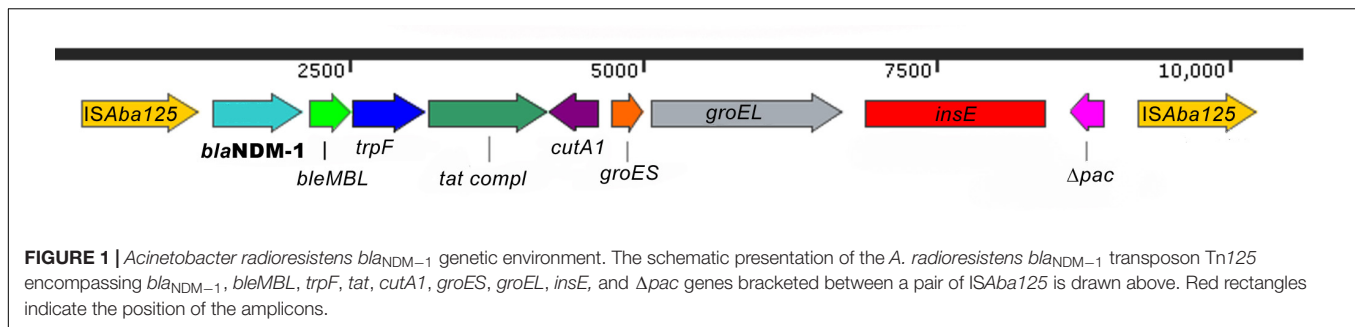 2500 5000 7500 10,000
ISAba125 groEL insE ISAba125
blaNDM-1 trpF cutA1
bleMBL tat compl groES Δpac
FIGURE 1 | Acinetobacter radioresistens blaNDM−1 genetic environment. The schematic presentation of the A. radioresistens blaNDM−1 transposon Tn125
encompassing blaNDM−1, bleMBL, trpF, tat, cutA1, groES, groEL, insE, and Δpac genes bracketed between a pair of ISAba125 is drawn above. Red rectangles
indicate the position of the amplicons.